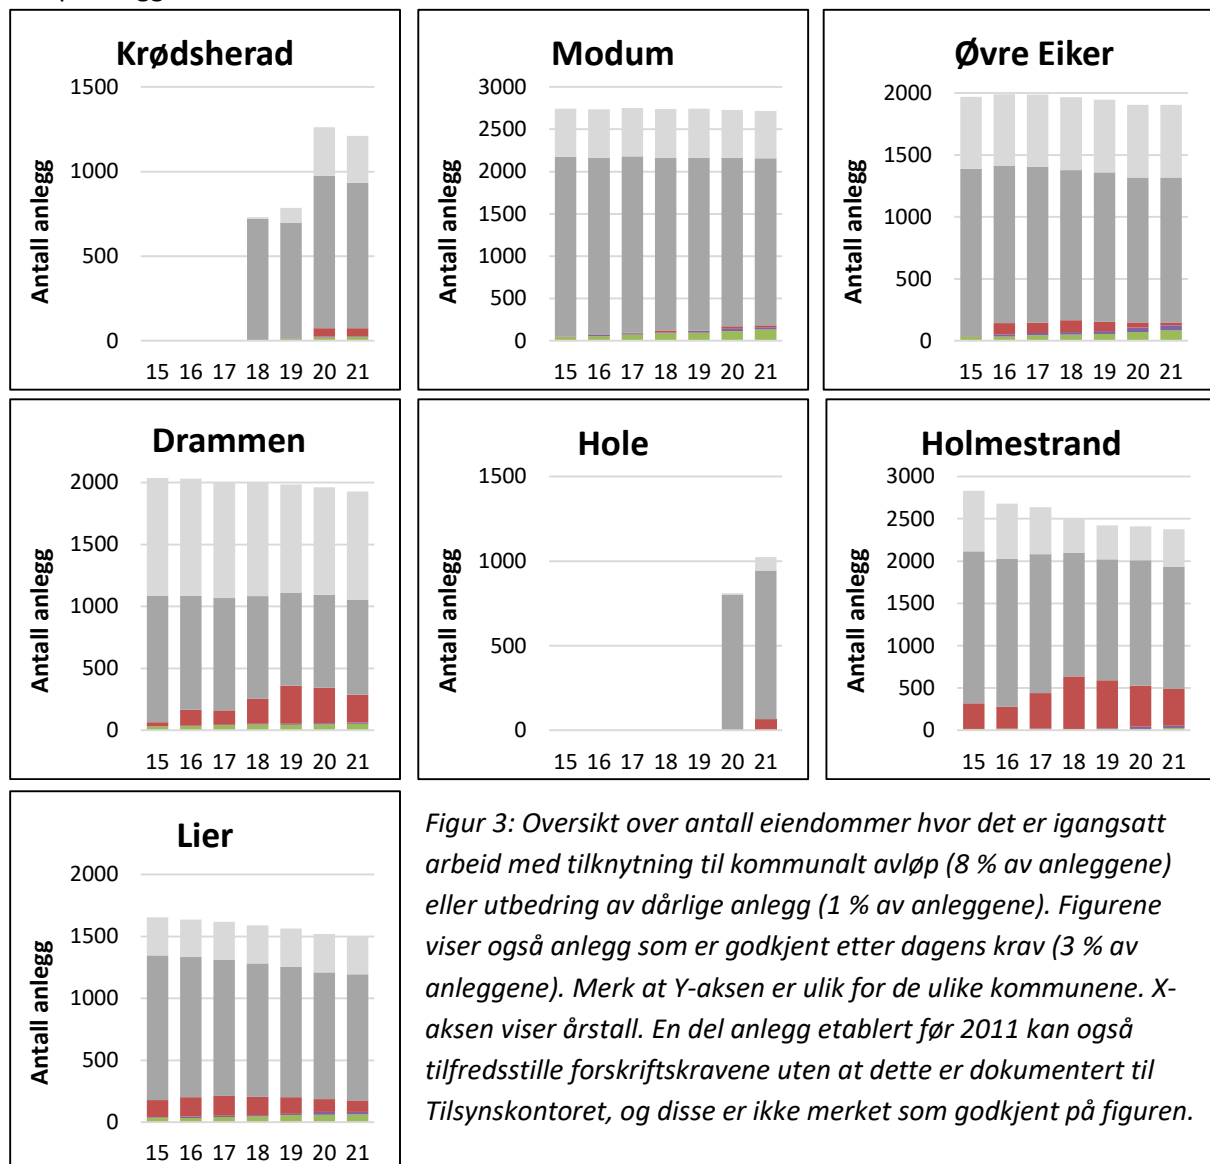 Krødsherad
1500
1000
500
0
Antall anlegg
15 16 17 18 19 20 21
Modum
3000
2500
2000
1500
1000
500
0
Antall anlegg
15 16 17 18 19 20 21
Øvre Eiker
2000
1500
1000
500
0
Antall anlegg
15 16 17 18 19 20 21
Drammen
2000
1500
1000
500
0
Antall anlegg
15 16 17 18 19 20 21
Hole
1500
1000
500
0
Antall anlegg
15 16 17 18 19 20 21
Holmestrand
3000
2500
2000
1500
1000
500
0
Antall anlegg
15 16 17 18 19 20 21
Lier
2000
1500
1000
500
0
Antall anlegg
15 16 17 18 19 20 21
Figur 3: Oversikt over antall eiendommer hvor det er igangsatt
arbeid med tilknytning til kommunalt avløp (8 % av anleggene)
eller utbedring av dårlige anlegg (1 % av anleggene). Figurene
viser også anlegg som er godkjent etter dagens krav (3 % av
anleggene). Merk at Y-aksen er ulik for de ulike kommunene. X-
aksen viser årstall. En del anlegg etablert før 2011 kan også
tilfredsstille forskriftskravene uten at dette er dokumentert til
Tilsynskontoret, og disse er ikke merket som godkjent på figuren.